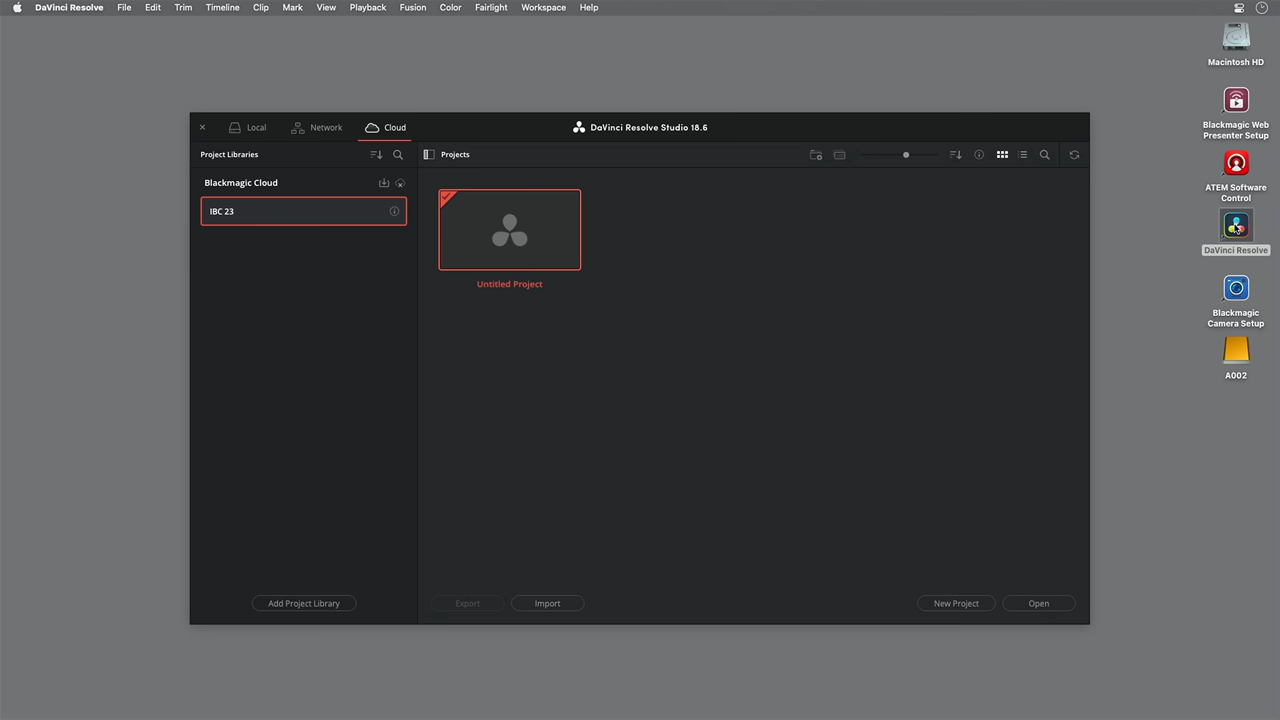 DaVinci Resolve File Edit Trim Timeline Clip Mark View Playback Fusion Color Fairlight Workspace Help
Macintosh HD
Blackmagic Web
Presenter Setup
ATEM Software
Control
DaVinci Resolve
Blackmagic
Camera Setup
A002
Local Network Cloud DaVinci Resolve Studio 18.6
Project Libraries Projects
Blackmagic Cloud
IBC 23
Untitled Project
Add Project Library Export Import New Project Open